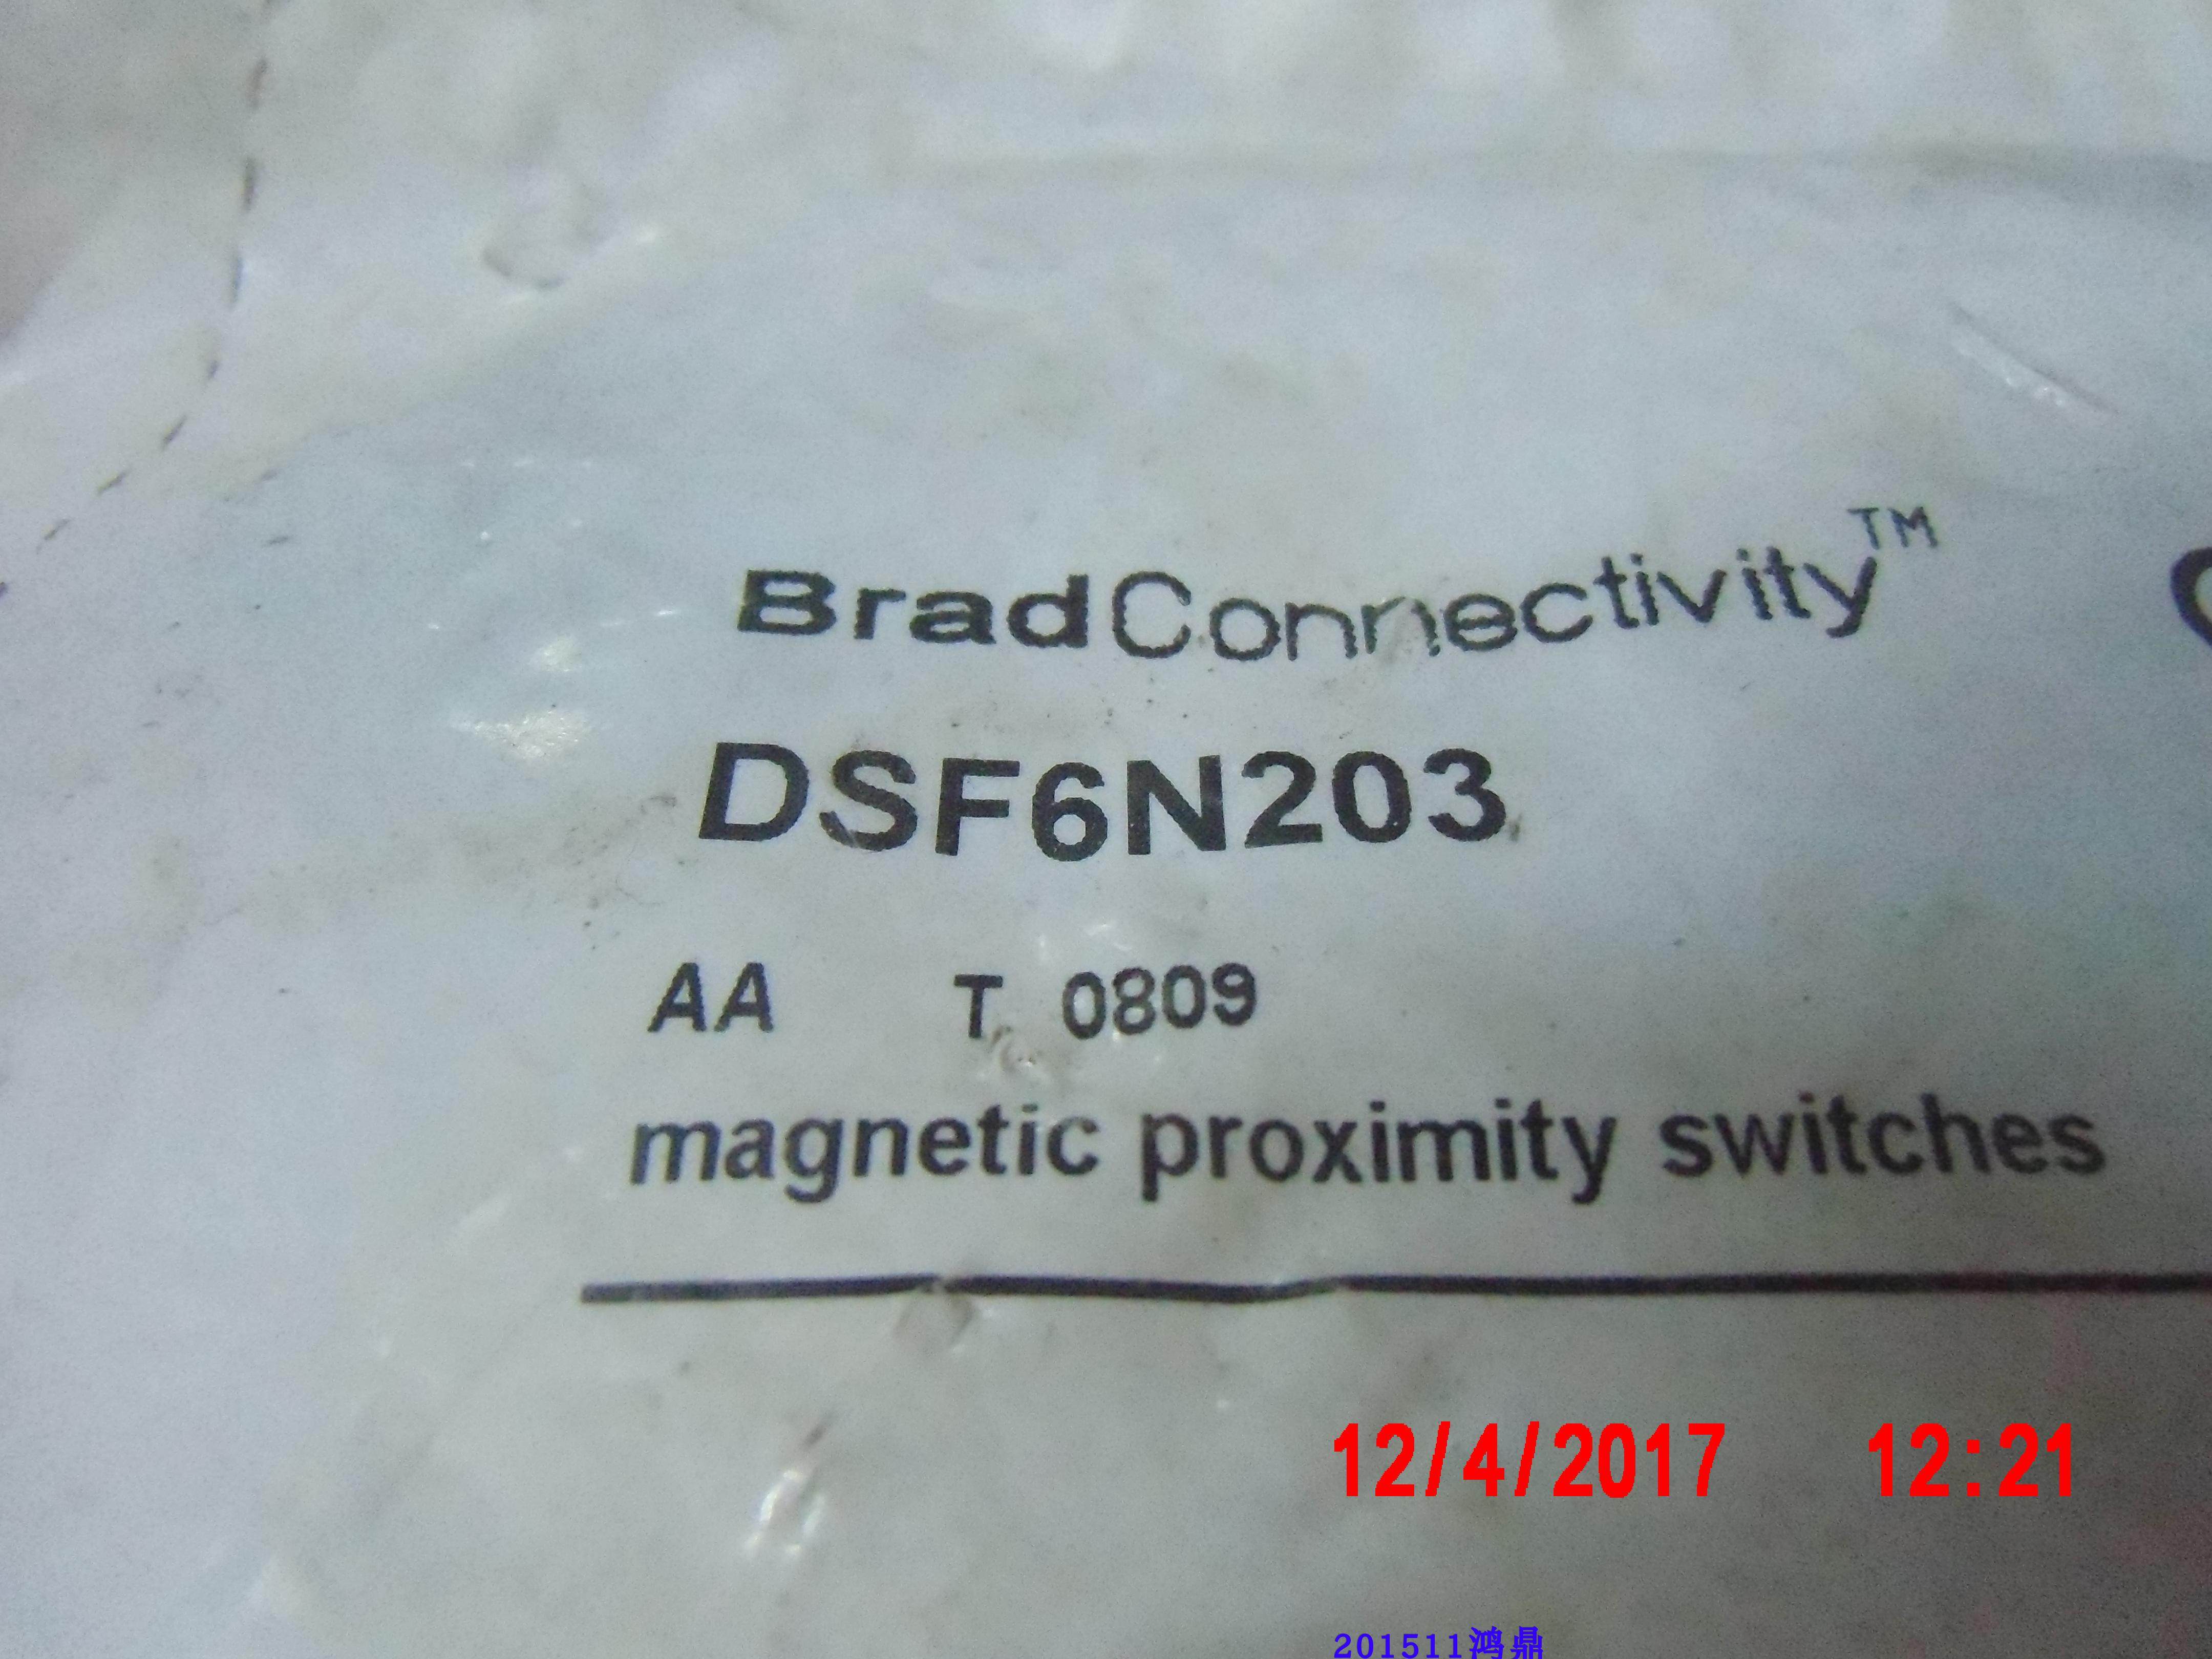 BradConnectivity™
DSF6N203
AA T 0809
magnetic proximity switches
12/4/2017 12:21
201511鸿鼎